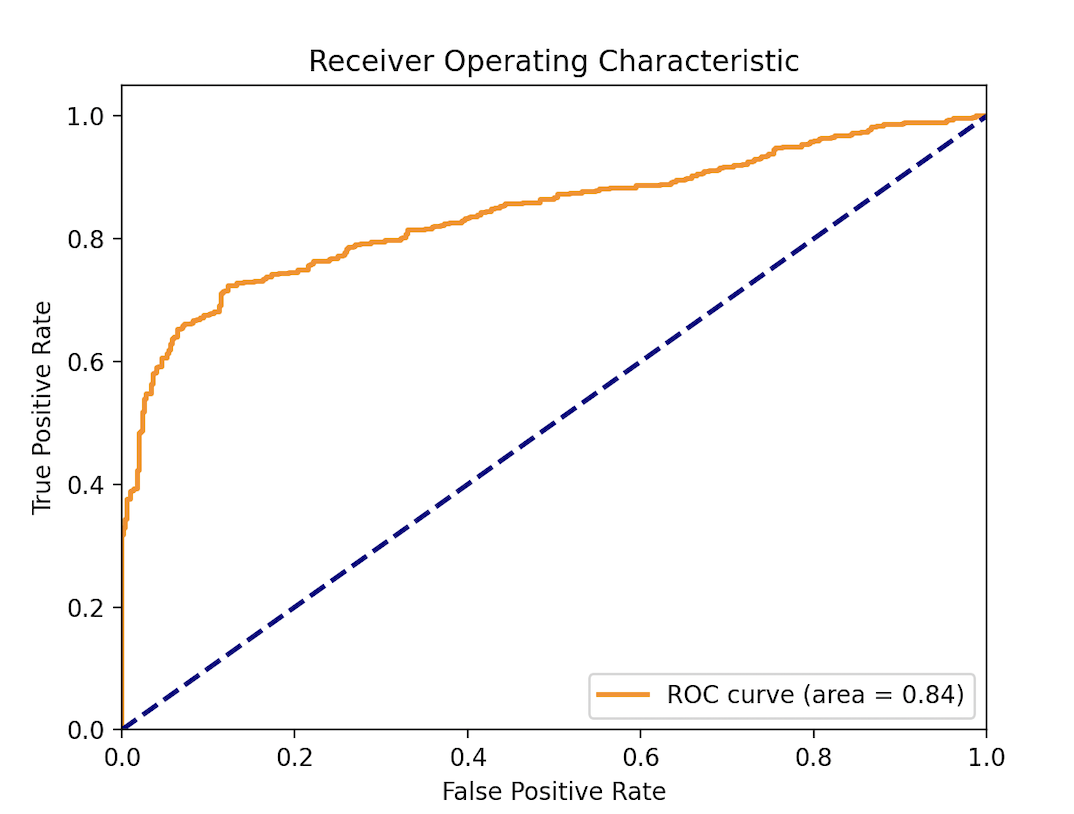 Receiver Operating Characteristic
1.0
0.8
0.6
0.4
0.2
0.0
True Positive Rate
0.0 0.2 0.4 0.6 0.8 1.0
False Positive Rate
ROC curve (area = 0.84)